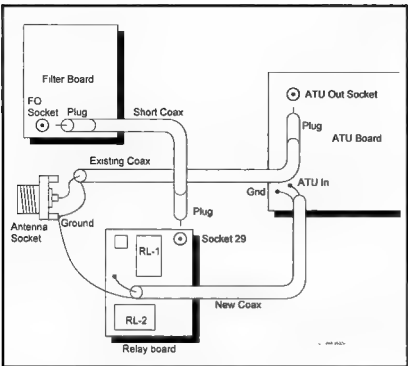 Filter Board
FO
Socket
Plug
Short Coax
ATU Out Socket
Plug
ATU Board
Existing Coax
ATU In
Gnd
Antenna
Socket
Ground
Plug
Socket 29
RL-1
New Coax
RL-2
Relay board